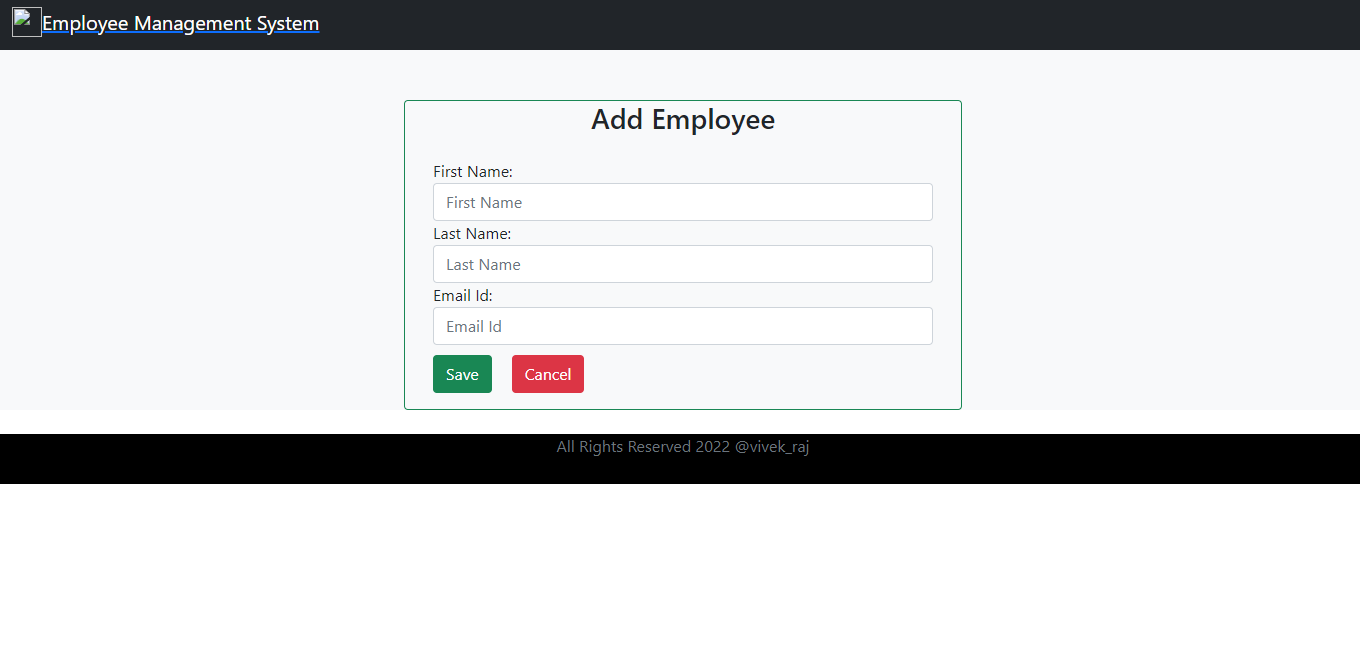 Employee Management System
Add Employee
First Name:
First Name
Last Name:
Last Name
Email Id:
Email Id
Save Cancel
All Rights Reserved 2022 @vivek_raj